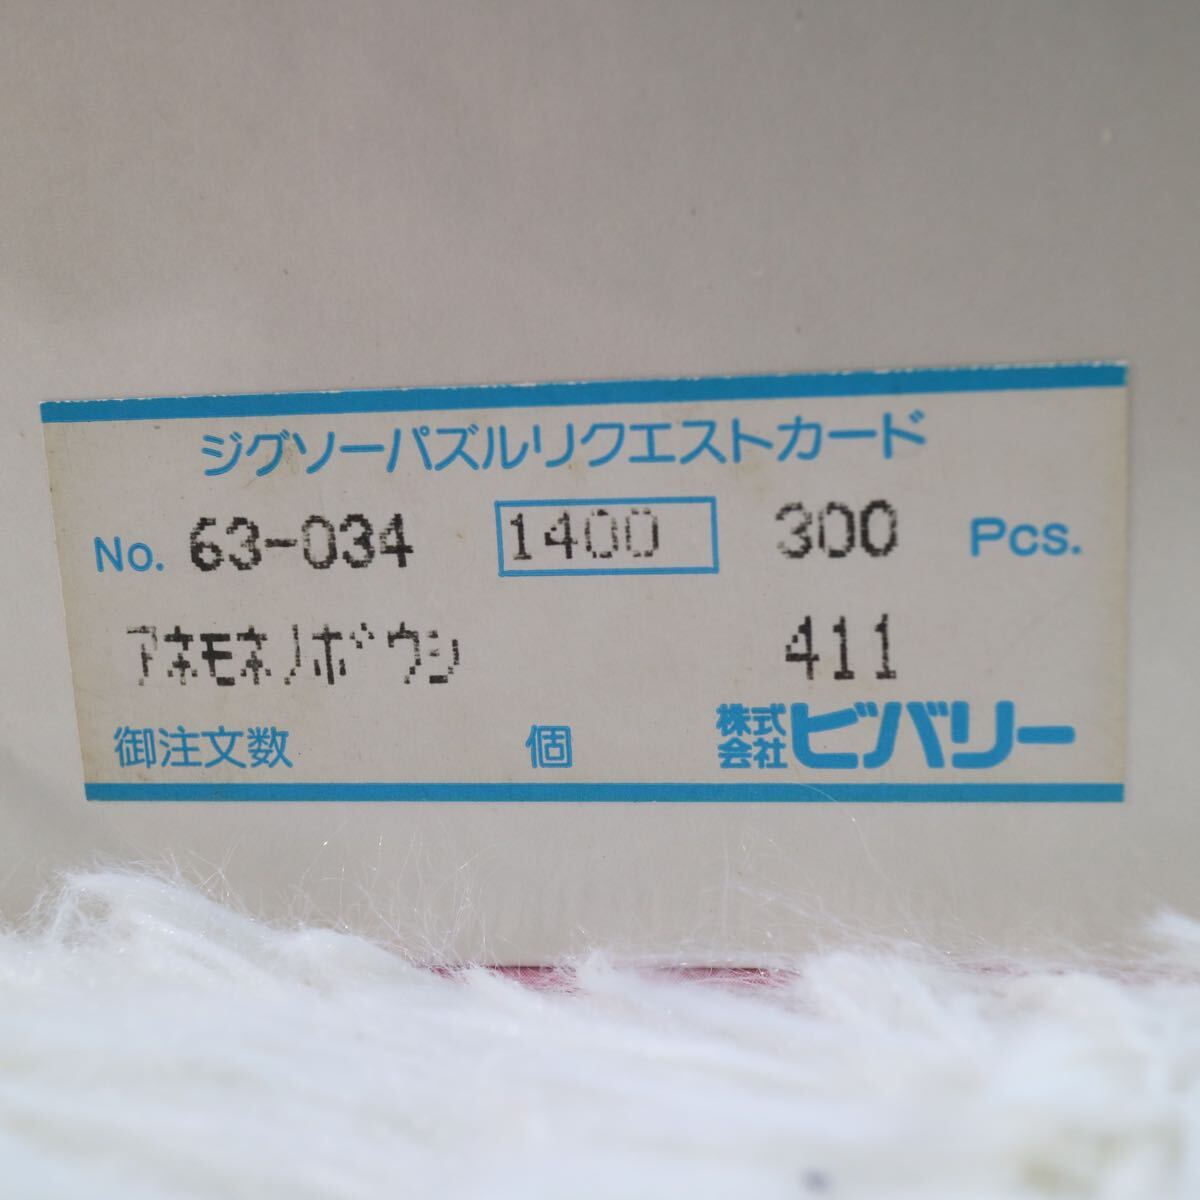 ジグソーパズルリクエストカード
No. 63-034 1400 300 Pcs.
アネモネノボウシ 411
御注文数 個 株式会社ビバリー